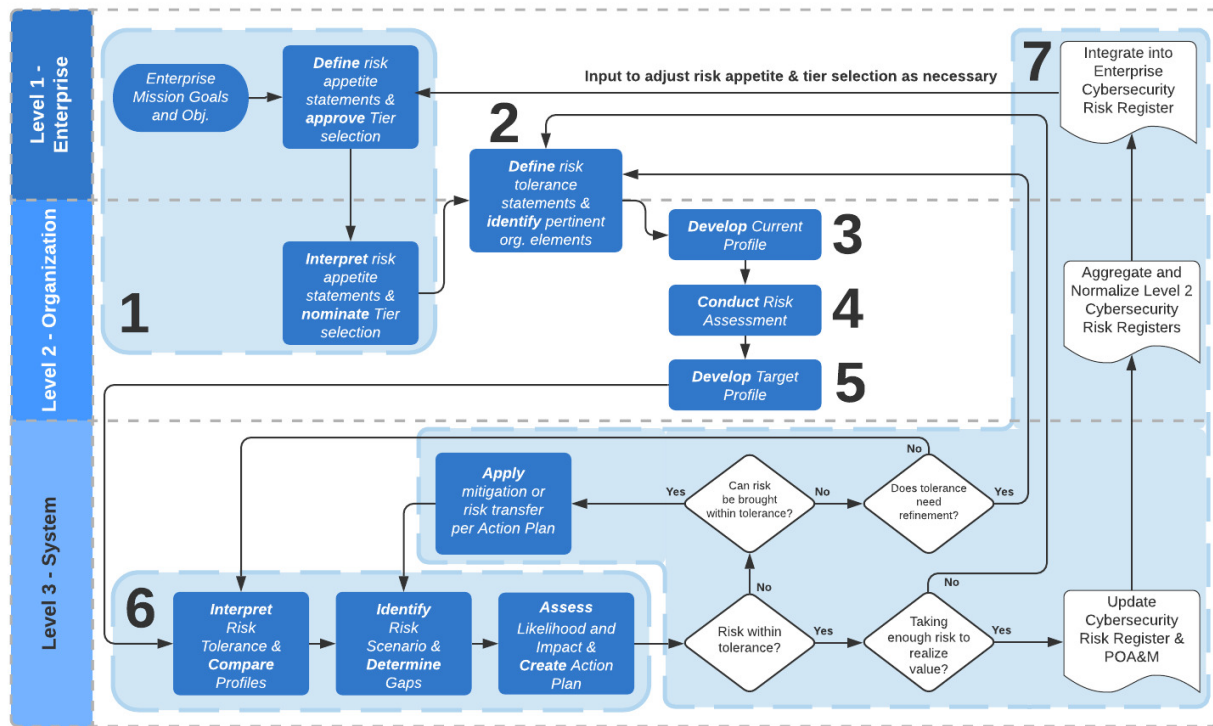 Level 1 -
Enterprise
Level 2 - Organization
Level 3 - System
Enterprise
Mission Goals
and Obj.
Define risk
appetite
statements &
approve Tier
selection
Interpret risk
appetite
statements &
nominate Tier
selection
1
Input to adjust risk appetite & tier selection as necessary
2
Define risk
tolerance
statements &
identify pertinent
org. elements
Develop Current
Profile
3
Conduct Risk
Assessment
4
Develop Target
Profile
5
6
Interpret
Risk
Tolerance &
Compare
Profiles
Identify
Risk
Scenario &
Determine
Gaps
Assess
Likelihood and
Impact &
Create Action
Plan
Apply
mitigation or
risk transfer
per Action Plan
Yes
Can risk
be brought
within tolerance?
No
Does tolerance
need
refinement?
No
Yes
Risk within
tolerance?
No
Yes
Taking
enough risk to
realize
value?
No
Yes
Update
Cybersecurity
Risk Register &
POA&M
Aggregate and
Normalize Level 2
Cybersecurity
Risk Registers
7
Integrate into
Enterprise
Cybersecurity
Risk Register